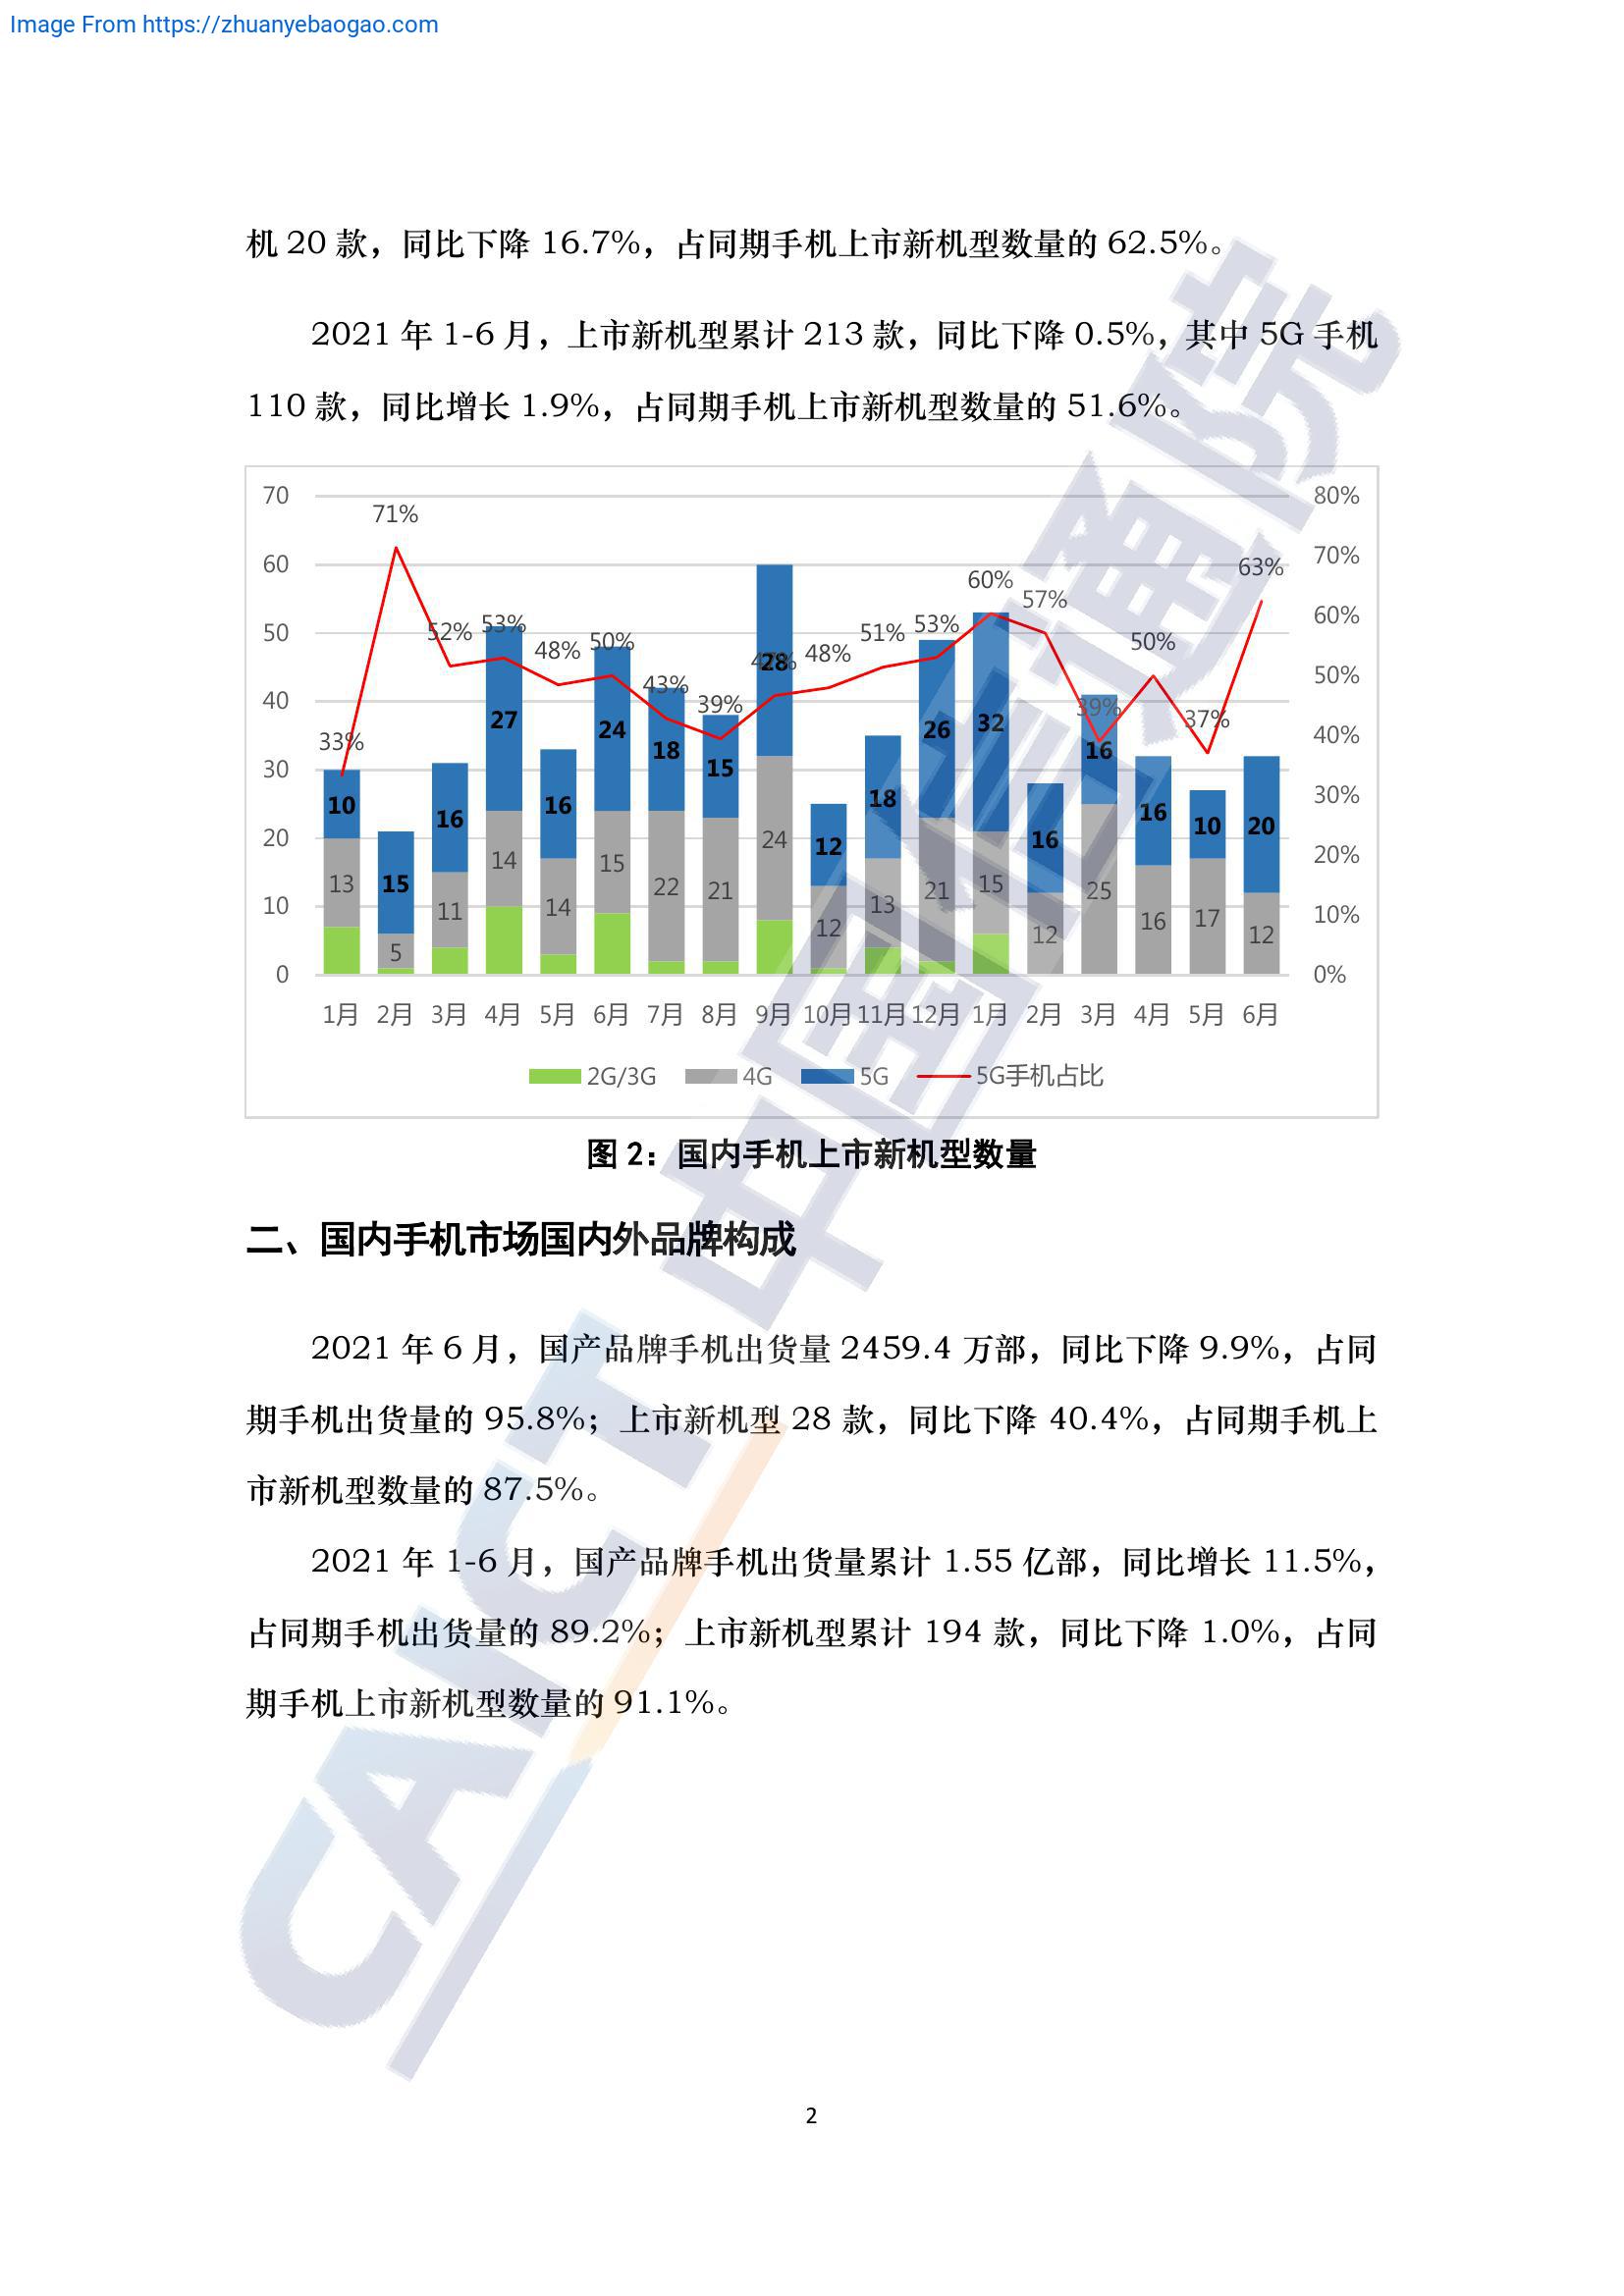 Image From https://zhuanyebaogao.com
机 20 款，同比下降 16.7%，占同期手机上市新机型数量的 62.5%。
2021 年 1-6 月，上市新机型累计 213 款，同比下降 0.5%，其中 5G 手机
110 款，同比增长 1.9%，占同期手机上市新机型数量的 51.6%。
70 80%
71%
60 70%
60% 57% 63%
50 60%
52% 53% 48% 50% 43% 39% 47% 48% 51% 53% 39% 50% 37%
50%
40
33%
40%
30
30%
20
20%
10
10%
0 0%
10 15 16 27 16 24 18 15 28 12 18 26 32 16 16 16 10 20
13 5 11 14 14 15 22 21 24 12 13 21 15 12 25 16 17 12
1月 2月 3月 4月 5月 6月 7月 8月 9月 10月 11月 12月 1月 2月 3月 4月 5月 6月
2G/3G 4G 5G 5G手机占比
图 2：国内手机上市新机型数量
二、国内手机市场国内外品牌构成
2021 年 6 月，国产品牌手机出货量 2459.4 万部，同比下降 9.9%，占同
期手机出货量的 95.8%；上市新机型 28 款，同比下降 40.4%，占同期手机上
市新机型数量的 87.5%。
2021 年 1-6 月，国产品牌手机出货量累计 1.55 亿部，同比增长 11.5%，
占同期手机出货量的 89.2%；上市新机型累计 194 款，同比下降 1.0%，占同
期手机上市新机型数量的 91.1%。
CAICT 中国信通院
2